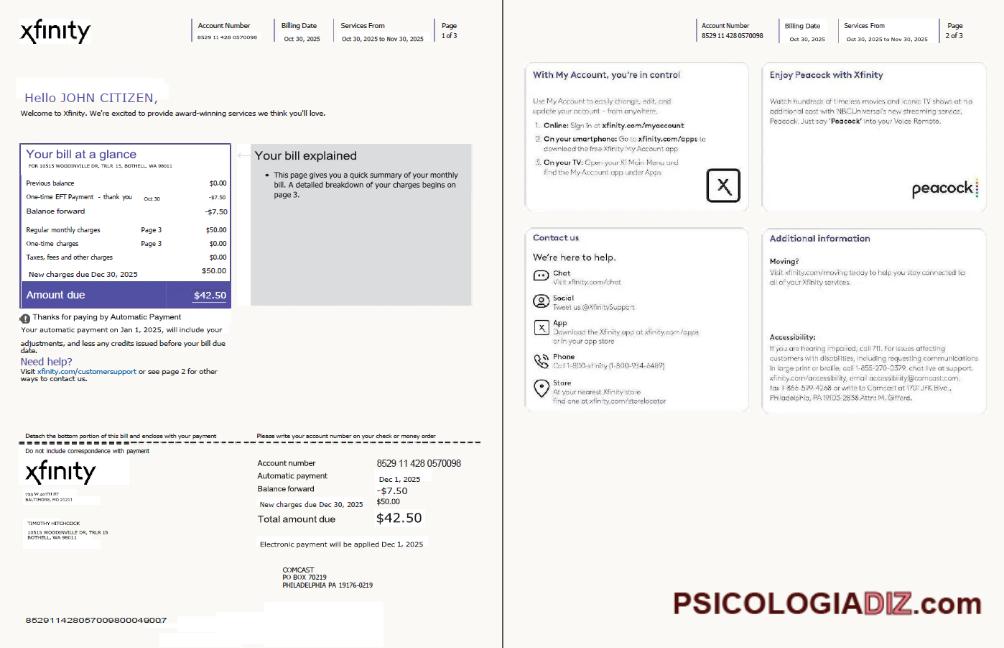 xfinity
Account Number Billing Date Services From Page
8529 11 428 0570098 Oct 30, 2025 Oct 30, 2025 to Nov 30, 2025 1 of 3
Hello JOHN CITIZEN,
Welcome to Xfinity. We're excited to provide award-winning services we think you'll love.
Your bill at a glance
FOR 10515 WOODINVILLE DR, TRLR 15, BOTHELL, WA 98011
Previous balance $0.00
One-time EFT Payment - thank you Oct 30 -$7.50
Balance forward -$7.50
Regular monthly charges Page 3 $50.00
One-time charges Page 3 $0.00
Taxes, fees and other charges $0.00
New charges due Dec 30, 2025 $50.00
Amount due $42.50
Thanks for paying by Automatic Payment
Your automatic payment on Jan 1, 2025, will include your
adjustments, and less any credits issued before your bill due
date.
Need help?
Visit xfinity.com/customersupport or see page 2 for other
ways to contact us.
Your bill explained
• This page gives you a quick summary of your monthly
bill. A detailed breakdown of your charges begins on
page 3.
Detach the bottom portion of this bill and enclose with your payment Please write your account number on your check or money order
Do not include correspondence with payment
xfinity
BALTIMORE, MD 21211
TIMOTHY HITCHCOCK
10515 WOODENVILLE DR, TRLR 15
BOTHELL, WA 98011
Account number 8529 11 428 0570098
Automatic payment Dec 1, 2025
Balance forward -$7.50
New charges due Dec 30, 2025 $50.00
Total amount due $42.50
Electronic payment will be applied Dec 1, 2025
COMCAST
PO BOX 70219
PHILADELPHIA PA 19176-0219
852911428057009800049007
Account Number Billing Date Services From Page
8529 11 428 0570098 Oct 30, 2025 Oct 30, 2025 to Nov 30, 2025 2 of 3
With My Account, you're in control
Use My Account to easily change, edit, and
update your account - from anywhere.
1. Online: Sign in at xfinity.com/myaccount
2. On your smartphone: Go to xfinity.com/apps to
download the free Xfinity My Account app
3. On your TV: Open your X1 Main Menu and
find the My Account app under Apps
X
Enjoy Peacock with Xfinity
Watch hundreds of timeless movies and iconic TV shows at no
additional cost with NBCUniversal's new streaming service,
Peacock. Just say "Peacock" into your Voice Remote.
peacock
Contact us
We're here to help.
Chat
Visit xfinity.com/chat
Social
Tweet us @XfinitySupport
X
App
Download the Xfinity app at xfinity.com/apps
or in your app store
Phone
Call 1-800-xfinity (1-800-934-6489)
Store
At your nearest Xfinity store
find one at xfinity.com/storelocator
Additional information
Moving?
Visit xfinity.com/moving today to help you stay connected to
all of your Xfinity services.
Accessibility:
If you are hearing impaired, call 711. For issues affecting
customers with disabilities, including requesting communications
in large print or braille, call 1-855-270-0379, chat live at support.
xfinity.com/accessibility, email accessibility@comcast.com,
fax 1-866-599-4268 or write to Comcast at 1701 JFK Blvd.,
Philadelphia, PA 19103-2838 Attn: M. Gifford.
PSICOLOGIADIZ.com